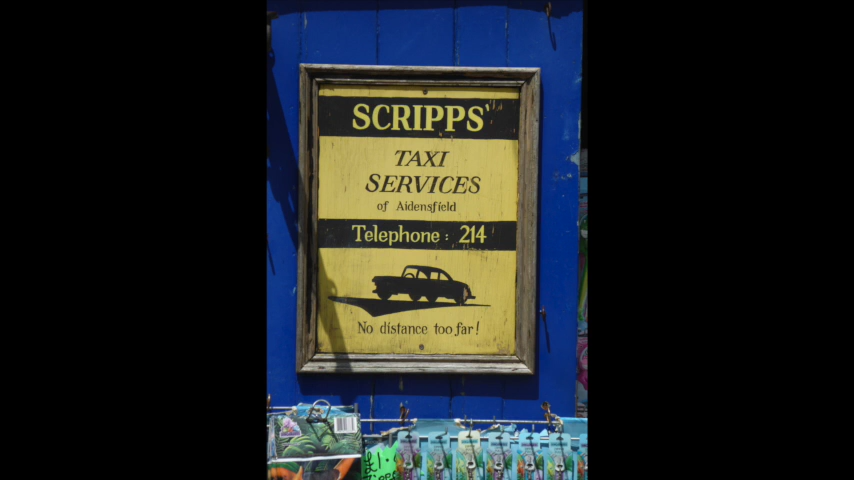 SCRIPPS'
TAXI
SERVICES
of Aidensfield
Telephone: 214
No distance too far!